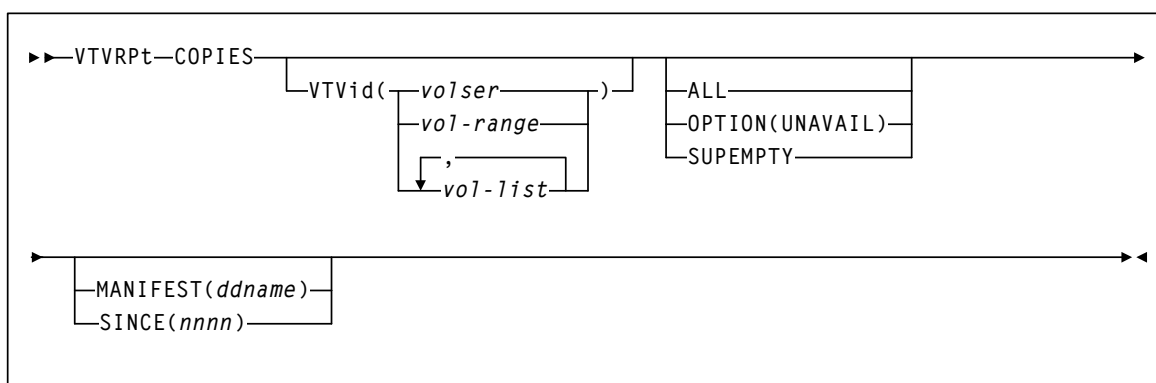 VTVRPt COPIES
VTVid( volser )
vol-range
,
vol-list
ALL
OPTION(UNAVAIL)
SUPEMPTY
MANIFEST(ddname)
SINCE(nnnn)